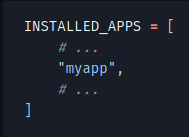 INSTALLED_APPS = [
    # ...
    "myapp",
    # ...
]